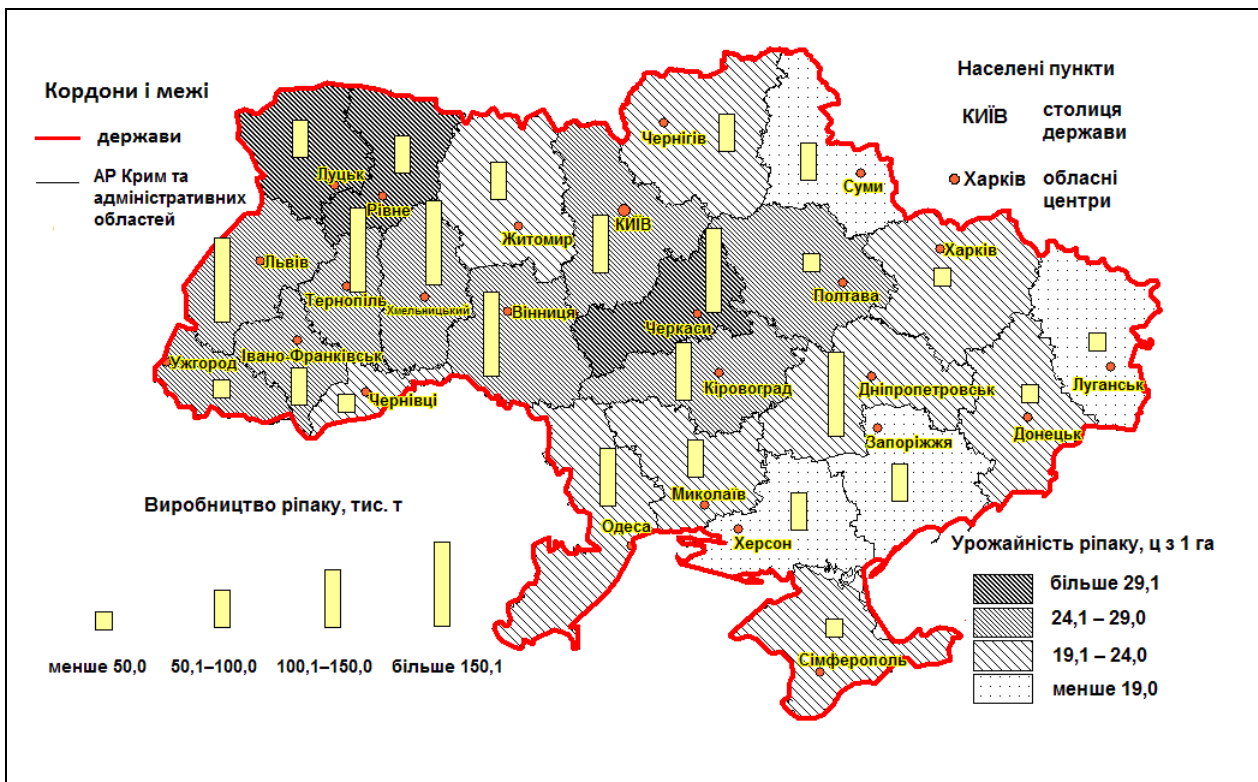 Кордони і межі
держави
АР Крим та
адміністративних
областей
Населені пункти
КИЇВ
столиця
держави
Харків
обласні
центри
Чернігів
Суми
Луцьк
Рівне
Житомир
КИЇВ
Харків
Львів
Тернопіль
Хмельницький
Вінниця
Черкаси
Полтава
Ужгород
Івано-Франківськ
Чернівці
Кіровоград
Дніпропетровськ
Луганськ
Запоріжжя
Донецьк
Миколаїв
Одеса
Херсон
Сімферополь
Виробництво ріпаку, тис. т
менше 50,0
50,1–100,0
100,1–150,0
більше 150,1
Урожайність ріпаку, ц з 1 га
більше 29,1
24,1 – 29,0
19,1 – 24,0
менше 19,0